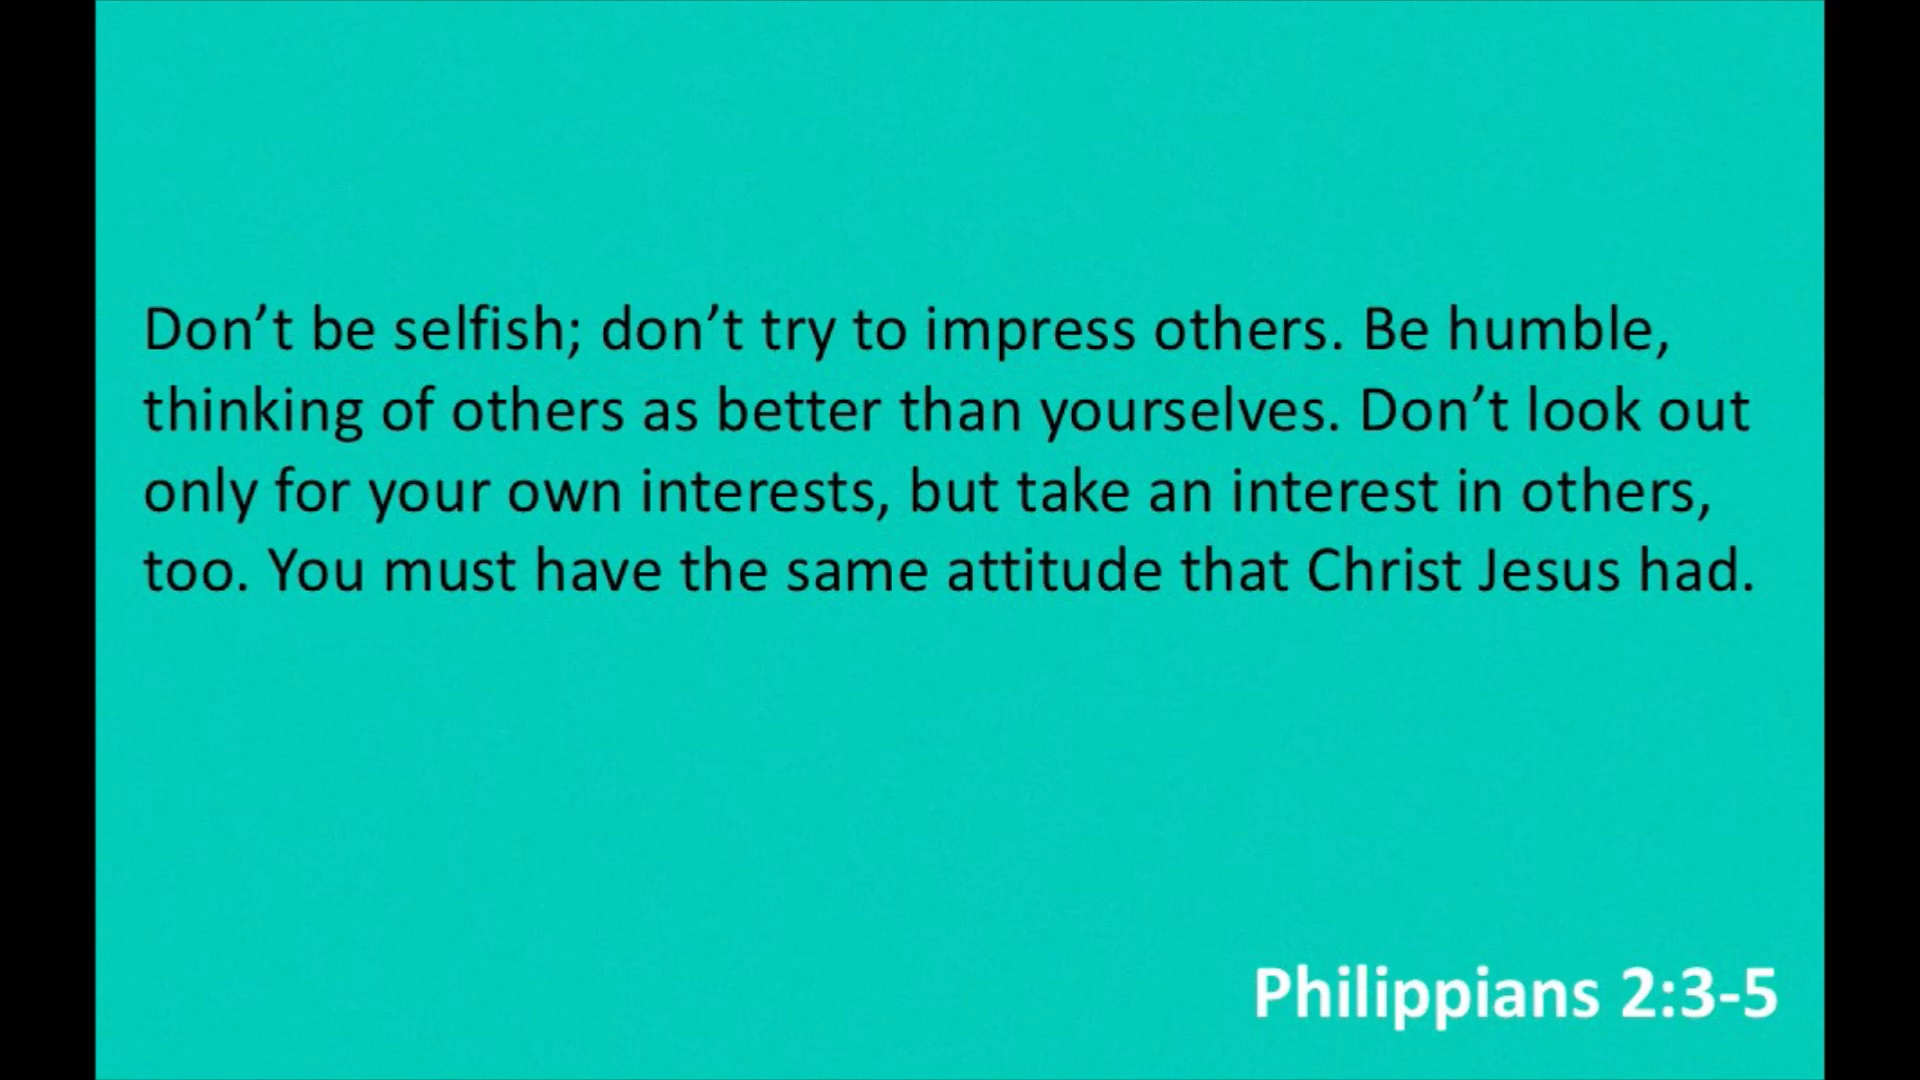 Don’t be selfish; don’t try to impress others. Be humble,
thinking of others as better than yourselves. Don’t look out
only for your own interests, but take an interest in others,
too. You must have the same attitude that Christ Jesus had.
Philippians 2:3-5